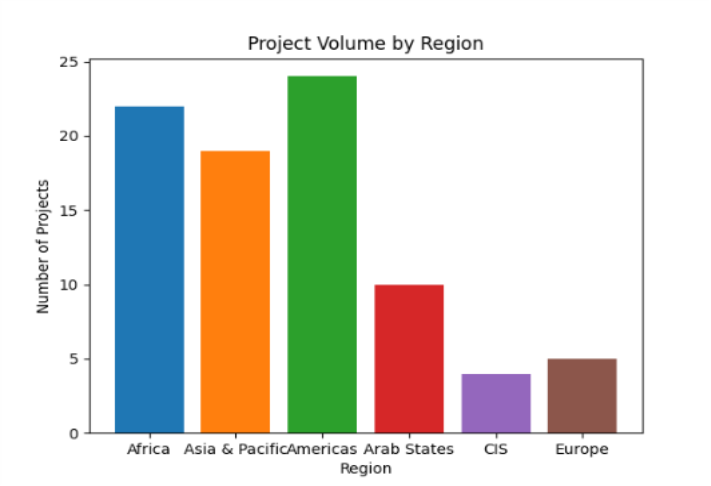 Project Volume by Region
Number of Projects
25
20
15
10
5
0
Africa Asia & Pacific Americas Arab States CIS Europe
Region